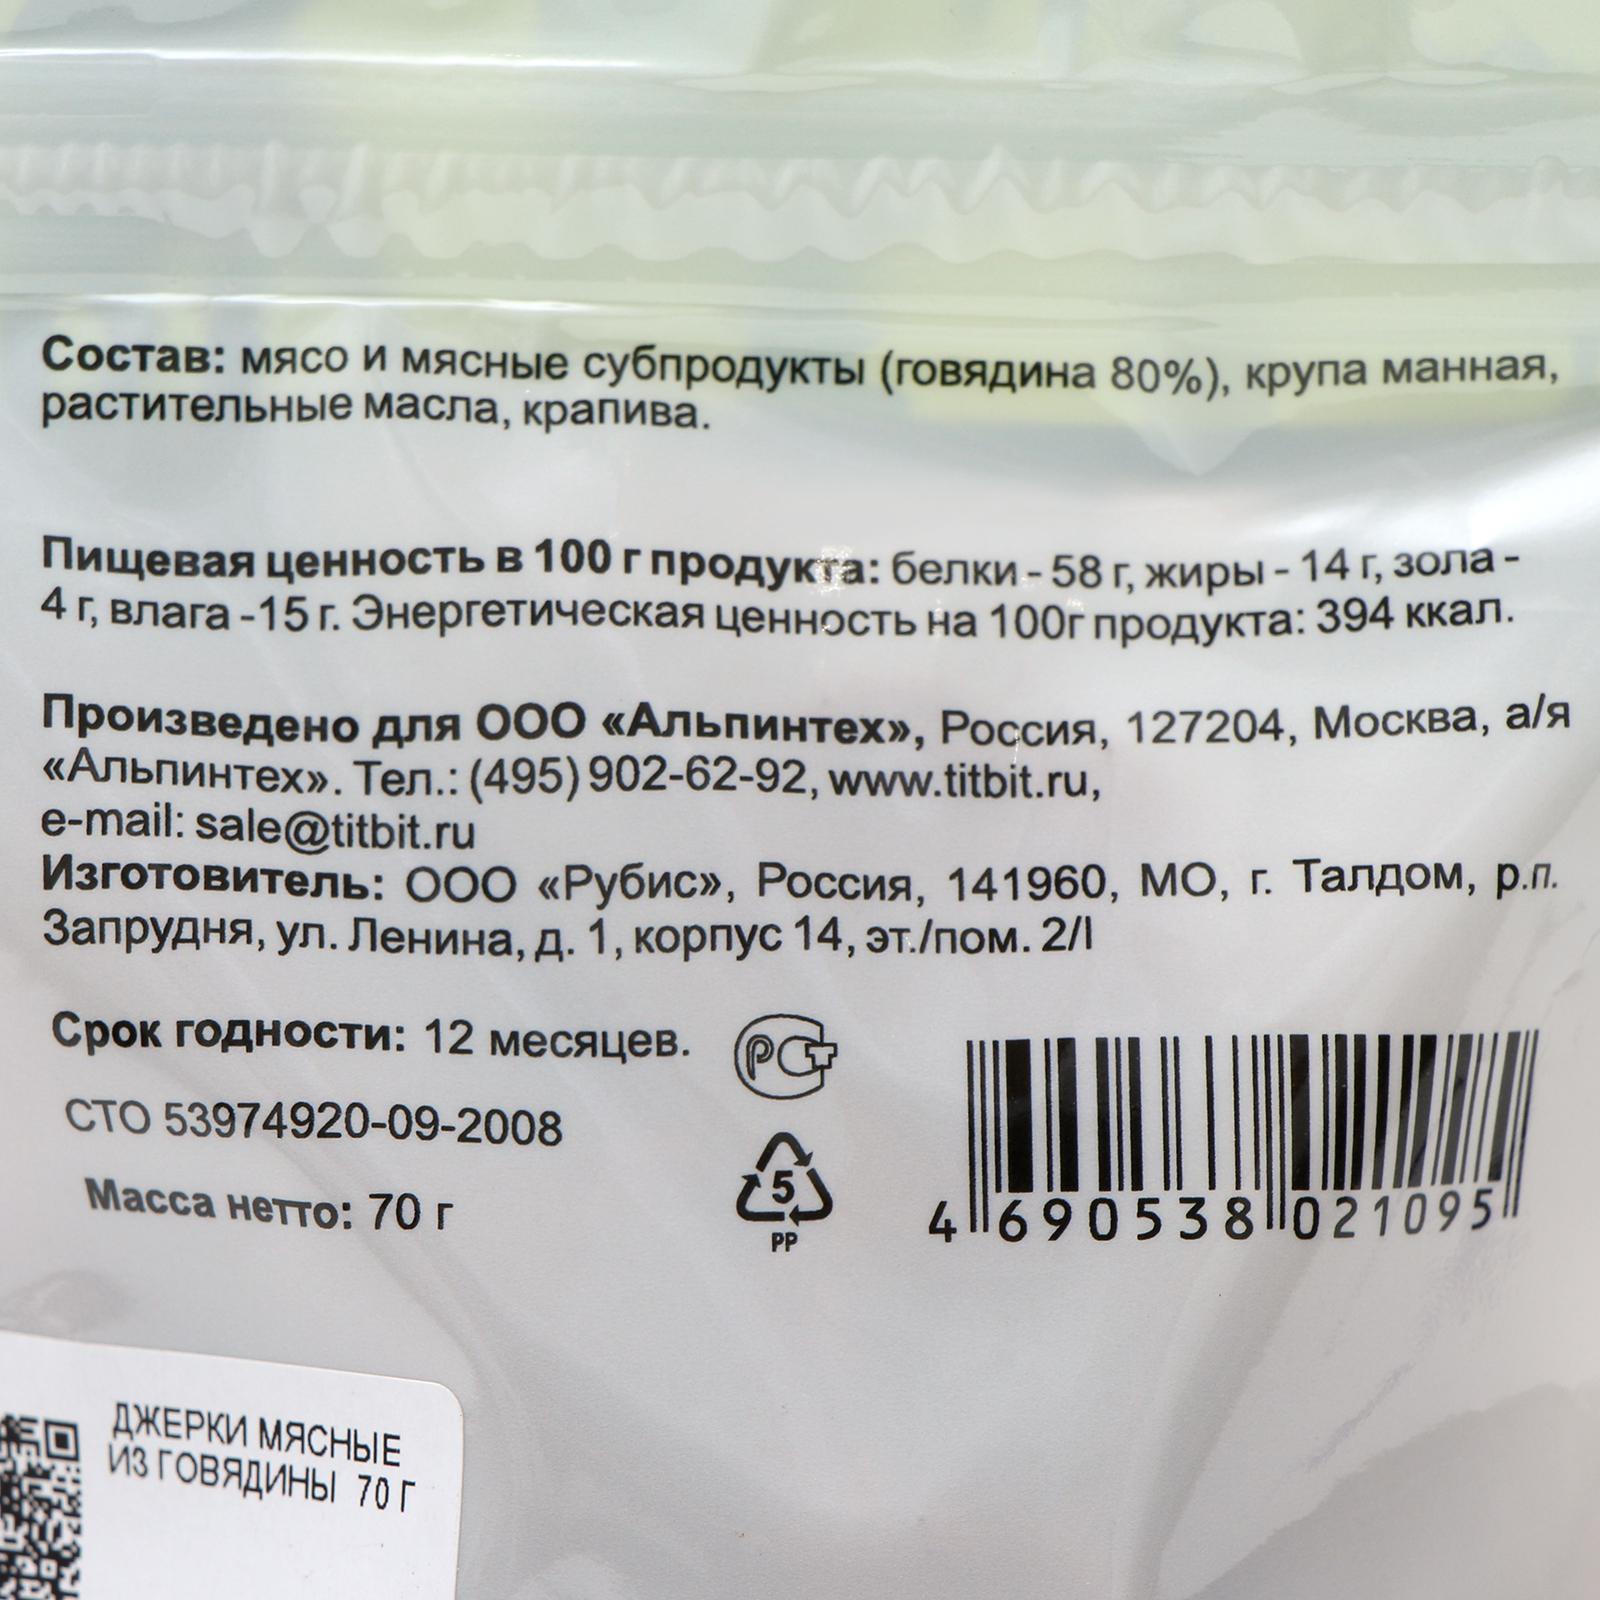 Состав: мясо и мясные субпродукты (говядина 80%), крупа манная,
растительные масла, крапива.
Пищевая ценность в 100 г продукта: белки - 58 г, жиры - 14 г, зола -
4 г, влага -15 г. Энергетическая ценность на 100г продукта: 394 ккал.
Произведено для ООО «Альпинтех», Россия, 127204, Москва, а/я
«Альпинтех». Тел.: (495) 902-62-92, www.titbit.ru,
e-mail: sale@titbit.ru
Изготовитель: ООО «Рубис», Россия, 141960, МО, г. Талдом, р.п.
Запрудня, ул. Ленина, д. 1, корпус 14, эт./пом. 2/I
Срок годности: 12 месяцев.
РСТ
СТО 53974920-09-2008
5
PP
Масса нетто: 70 г
4 690538 021095
ДЖЕРКИ МЯСНЫЕ
ИЗ ГОВЯДИНЫ 70 Г